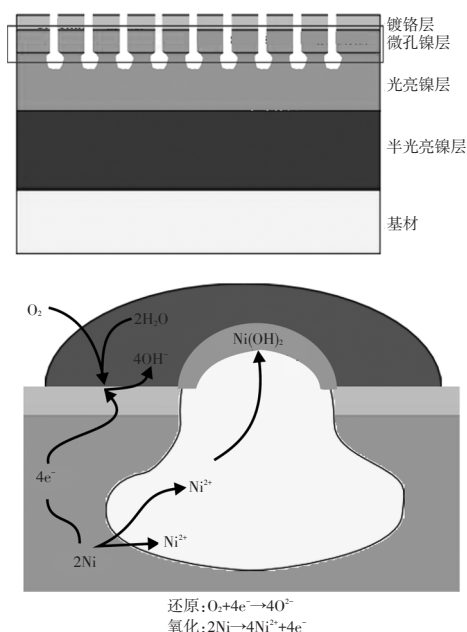 镀铬层
微孔镍层
光亮镍层
半光亮镍层
基材
O₂
2H₂O
4OH⁻
Ni(OH)₂
4e⁻
Ni²⁺
Ni²⁺
2Ni
还原:O₂+4e⁻→4O²⁻
氧化:2Ni→4Ni²⁺+4e⁻